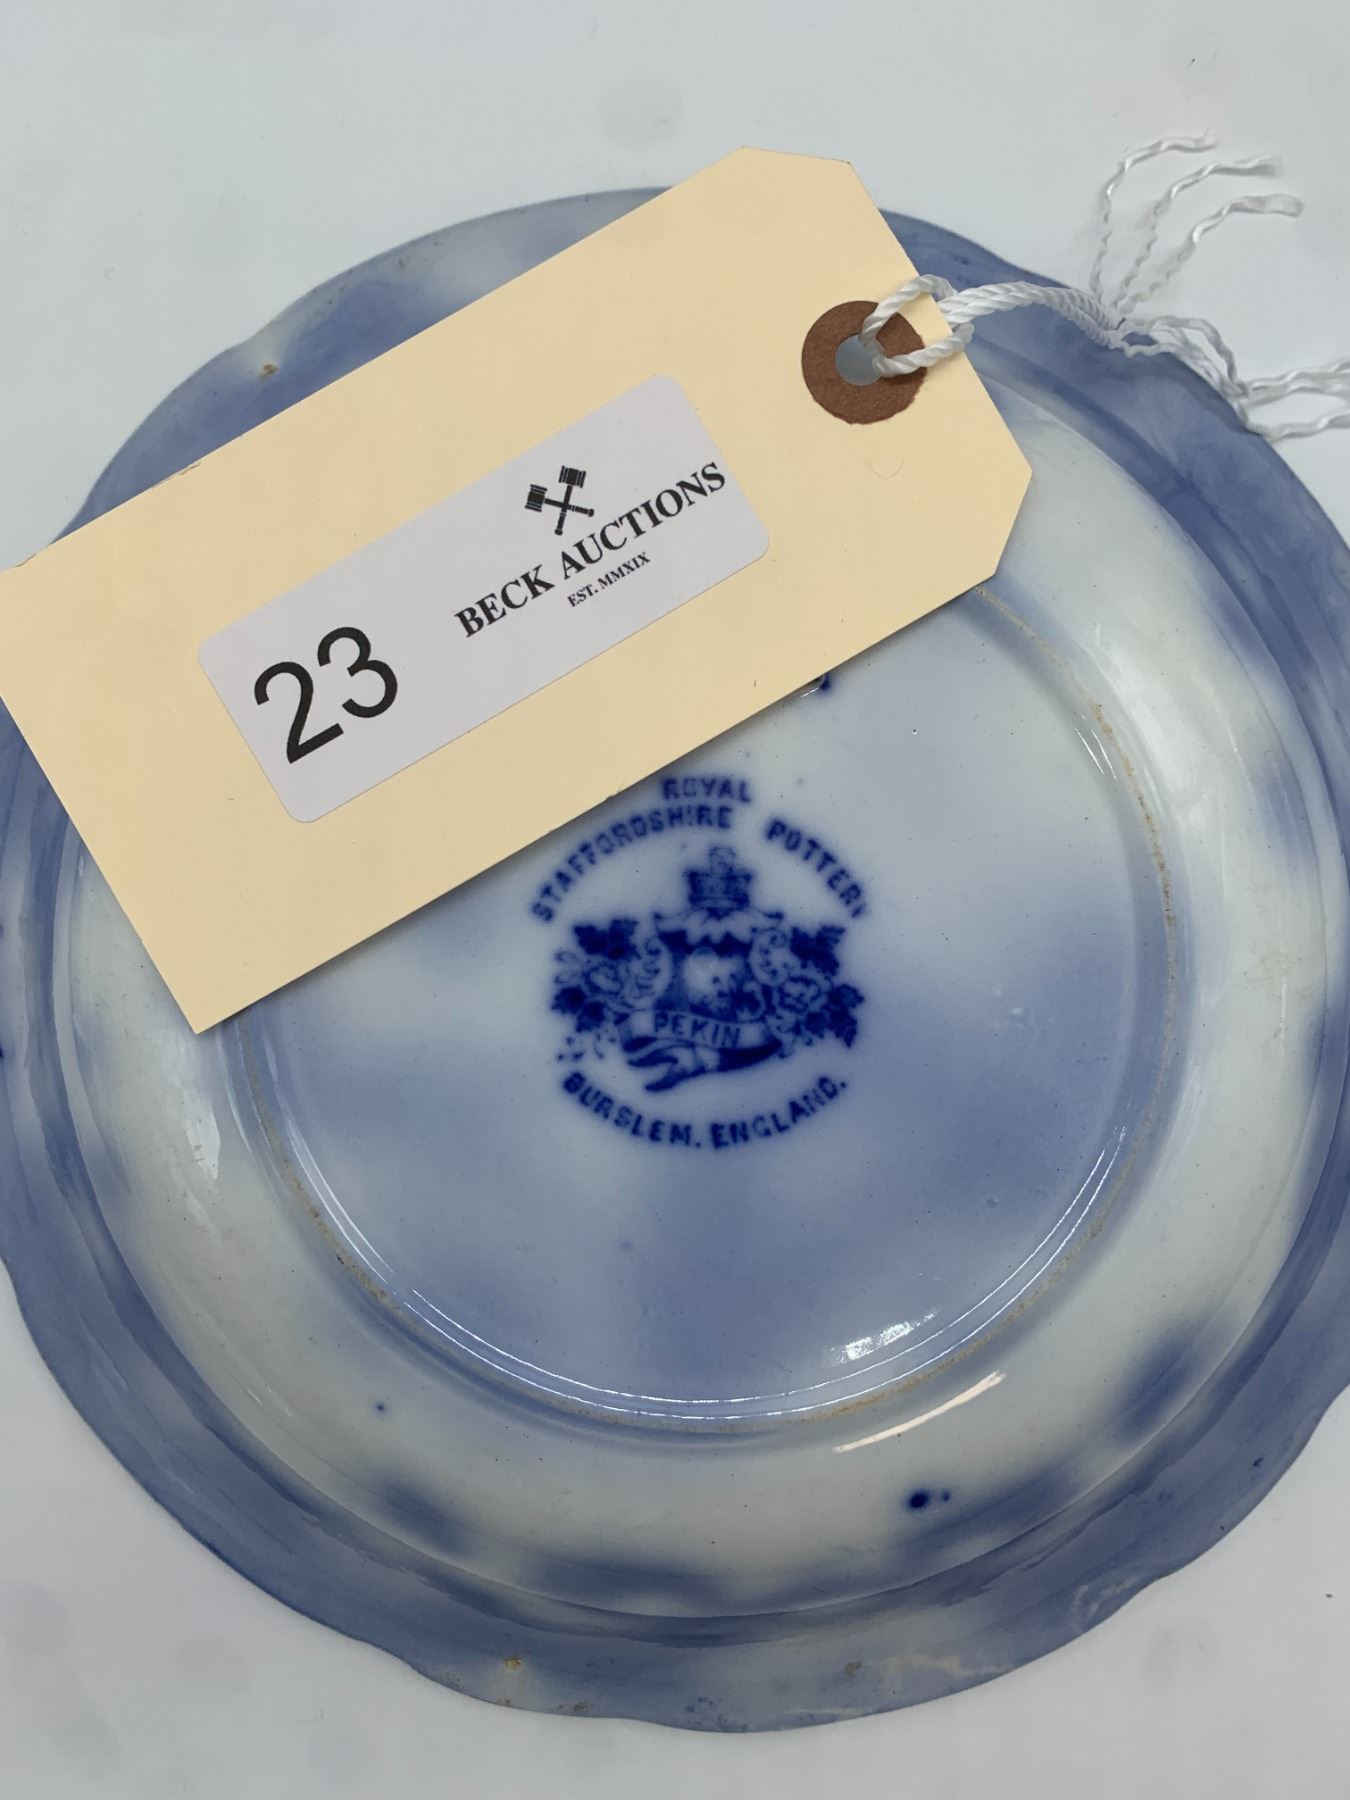 23
BECK AUCTIONS
EST. MMXIX
ROYAL
STAFFORDSHIRE POTTERY
PEKIN
BURSLEM. ENGLAND.